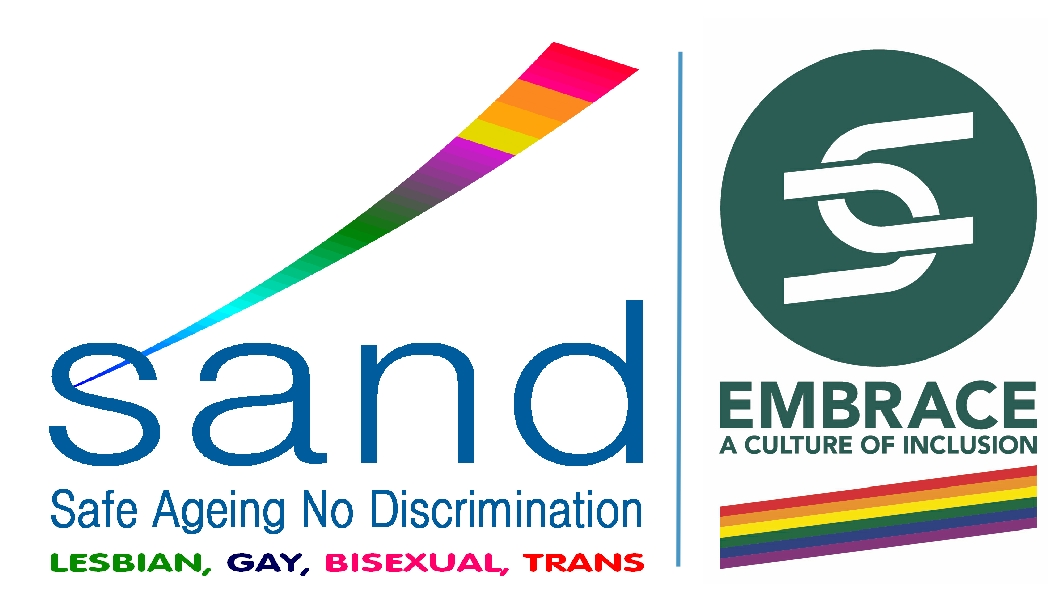 sand
Safe Ageing No Discrimination
LESBIAN, GAY, BISEXUAL, TRANS
EMBRACE
A CULTURE OF INCLUSION